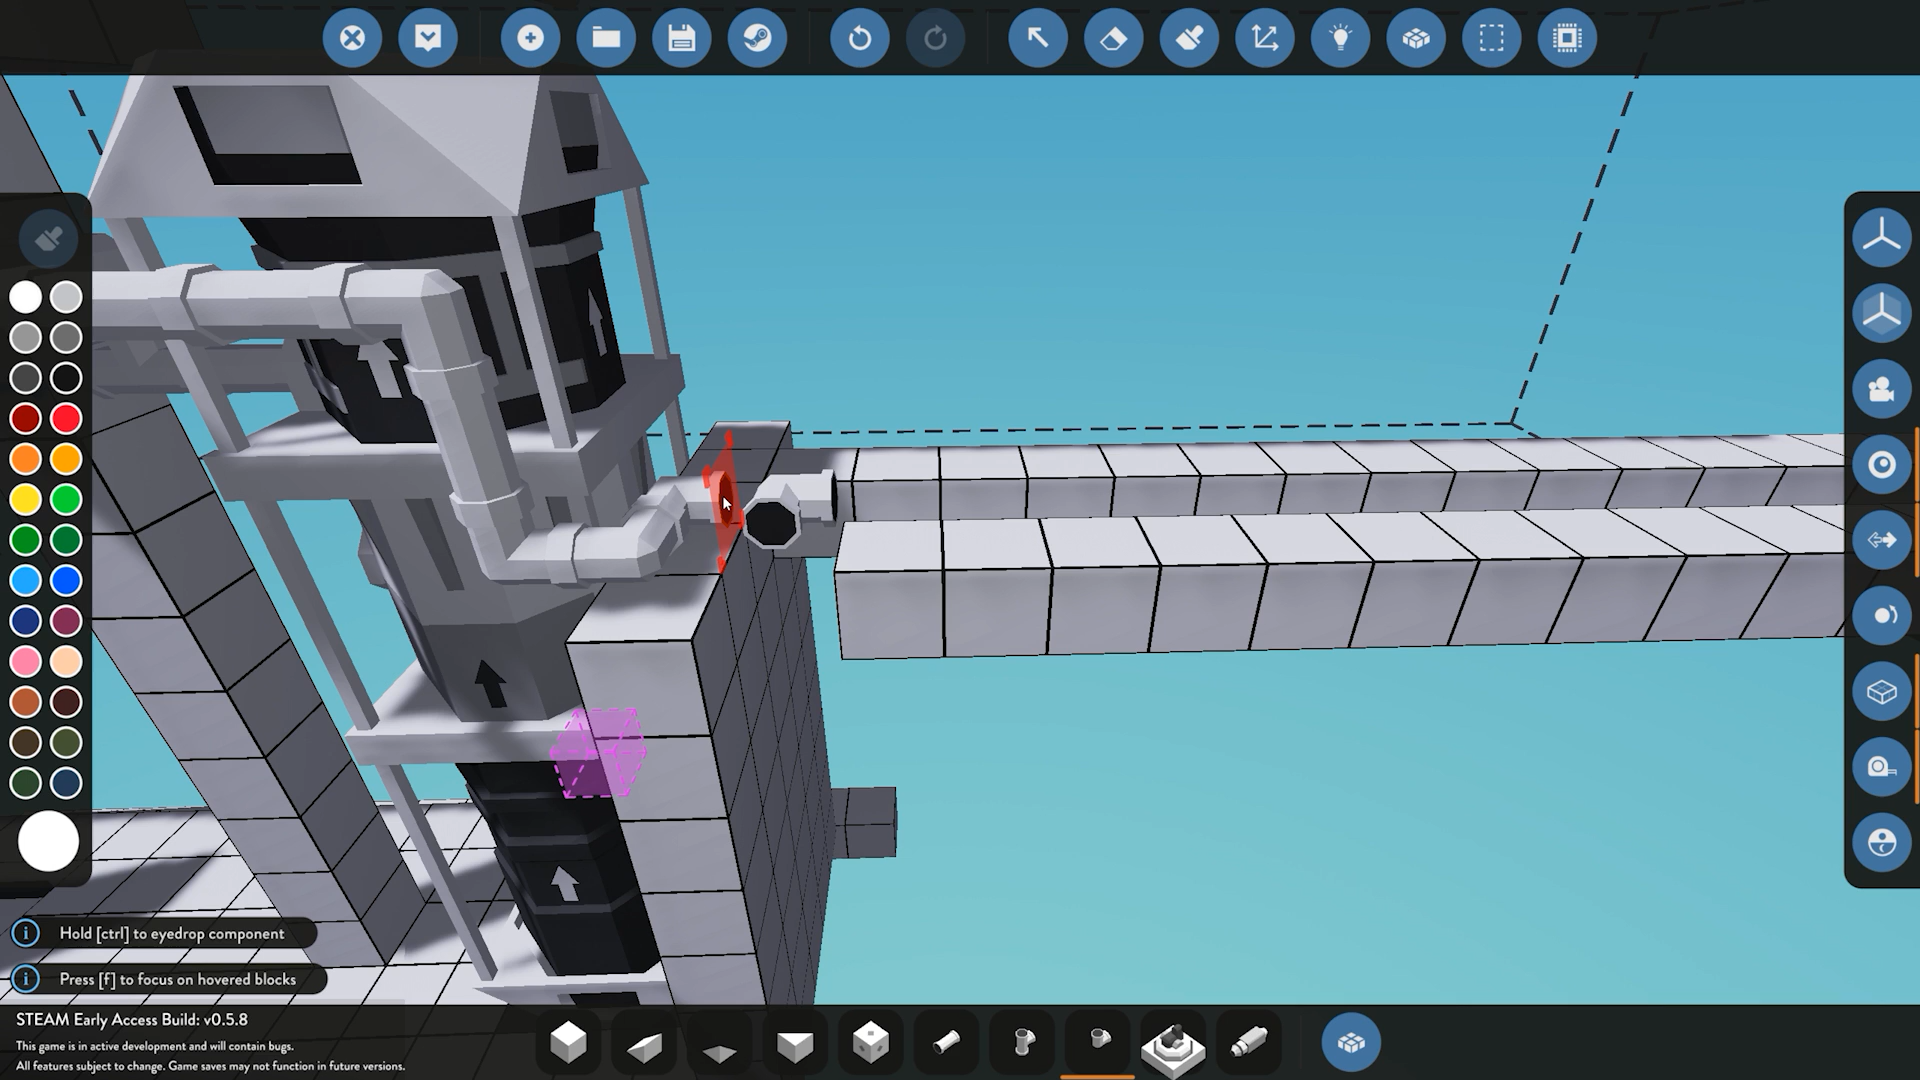 Hold [ctrl] to eyedrop component
Press [f] to focus on hovered blocks
STEAM Early Access Build: v0.5.8
This game is in active development and will contain bugs.
All features subject to change. Game saves may not function in future versions.